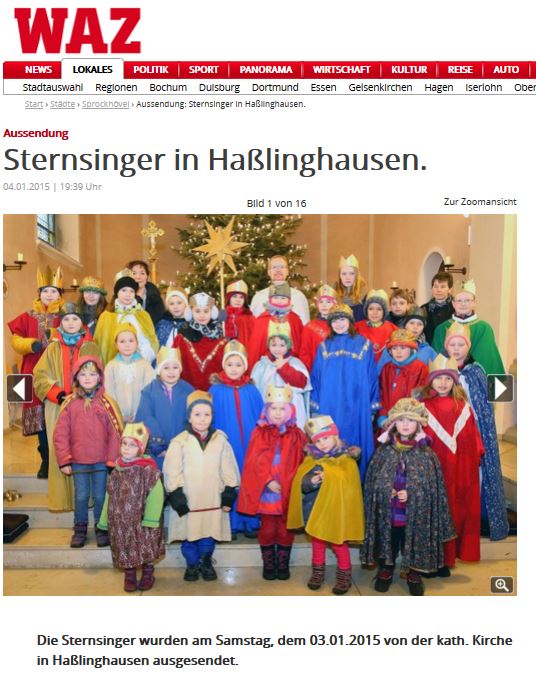 WAZ
NEWS LOKALES POLITIK SPORT PANORAMA WIRTSCHAFT KULTUR REISE AUTO
Stadtauswahl Regionen Bochum Duisburg Dortmund Essen Gelsenkirchen Hagen Iserlohn Ober
Start › Städte › Sprockhövel › Aussendung: Sternsinger in Haßlinghausen.
Aussendung
Sternsinger in Haßlinghausen.
04.01.2015 | 19:39 Uhr
Bild 1 von 16 Zur Zoomansicht
Die Sternsinger wurden am Samstag, dem 03.01.2015 von der kath. Kirche
in Haßlinghausen ausgesendet.